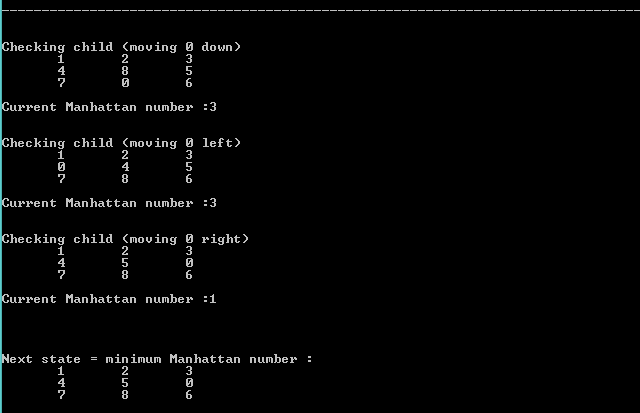 Checking child (moving 0 down)
1 2 3
4 8 5
7 0 6
Current Manhattan number :3
Checking child (moving 0 left)
1 2 3
0 4 5
7 8 6
Current Manhattan number :3
Checking child (moving 0 right)
1 2 3
4 5 0
7 8 6
Current Manhattan number :1
Next state = minimum Manhattan number :
1 2 3
4 5 0
7 8 6